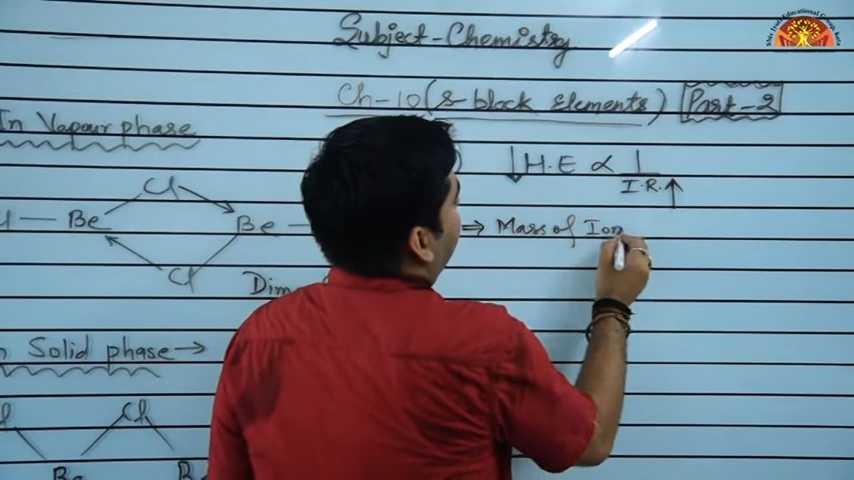 Subject-Chemistry
Ch-10(s-block elements) Part-2
In Vapour phase
↓H.E ∝ 1
I.R.↑
Cl
Cl — Be Be —
⇒ Mass of Ion
Cl Dim
Solid phase →
Cl
Be B